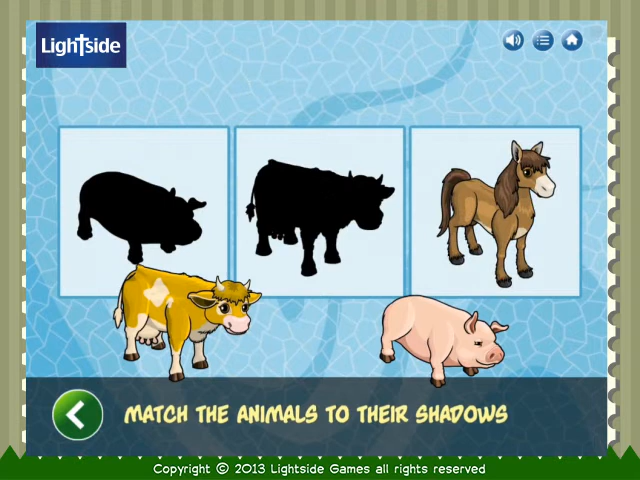 Lightside
MATCH THE ANIMALS TO THEIR SHADOWS
Copyright © 2013 Lightside Games all rights reserved